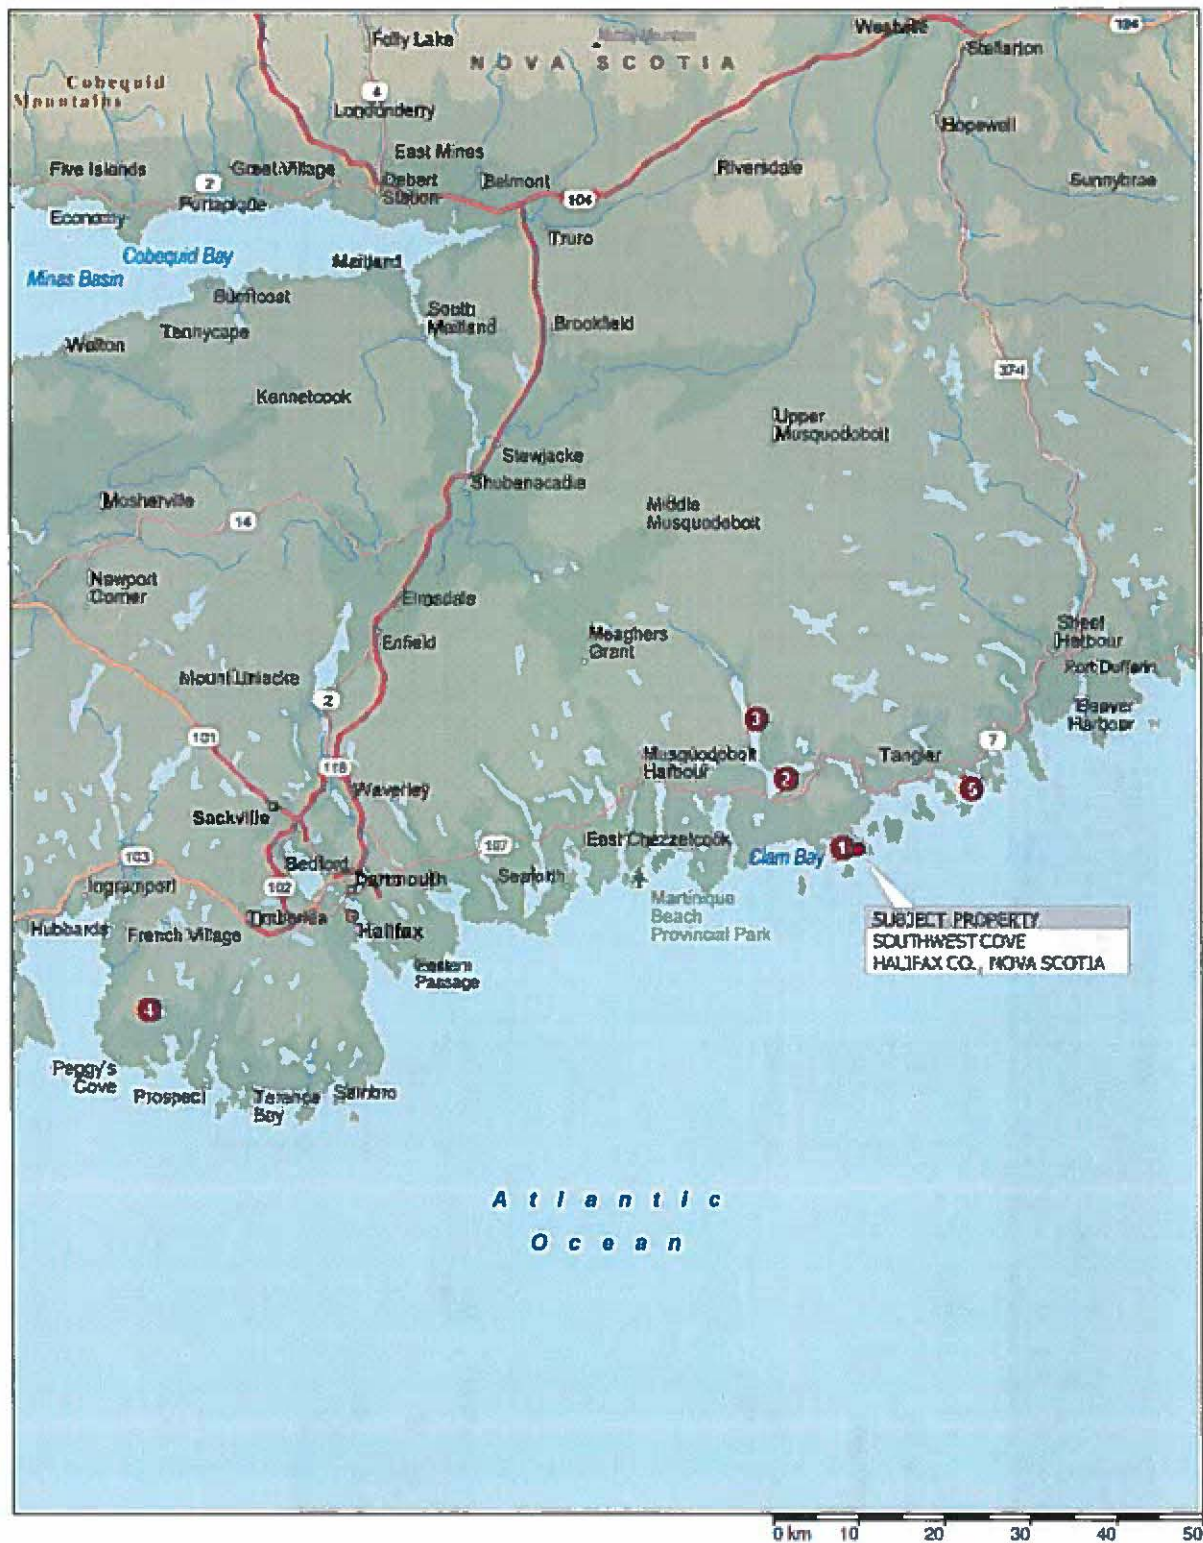 Folly Lake
NOVA SCOTIA
Westville
Stellarton
Cobequid
Mountains
4
Londonderry
Hopewell
East Mines
Five Islands
2
Great Village
Debert
Station
Belmont
104
Riversdale
Sunnybrae
Economy
Portapique
Truro
Cobequid Bay
Minas Basin
Maitland
Burntcoat
South
Maitland
Brookfield
Tennycape
Walton
374
Kennetcook
Upper
Musquodoboit
Stewiacke
Shubenacadie
Mosherville
14
Middle
Musquodoboit
Newport
Corner
Elmsdale
Enfield
Meaghers
Grant
Sheet
Harbour
Port Dufferin
Mount Uniacke
2
Beaver
Harbour
3
101
7
118
Musquodoboit
Harbour
Tangier
2
5
Waverley
Sackville
East Chezzetcook
107
Clam Bay
1
103
Bedford
Dartmouth
Seaforth
Ingramport
102
Martinique
Beach
Provincial Park
Hubbards
French Village
Timberlea
Halifax
SUBJECT PROPERTY
SOUTHWEST COVE
HALIFAX CO., NOVA SCOTIA
Eastern
Passage
4
Peggy's
Cove
Prospect
Terence
Bay
Sambro
Atlantic
Ocean
0 km 10 20 30 40 50